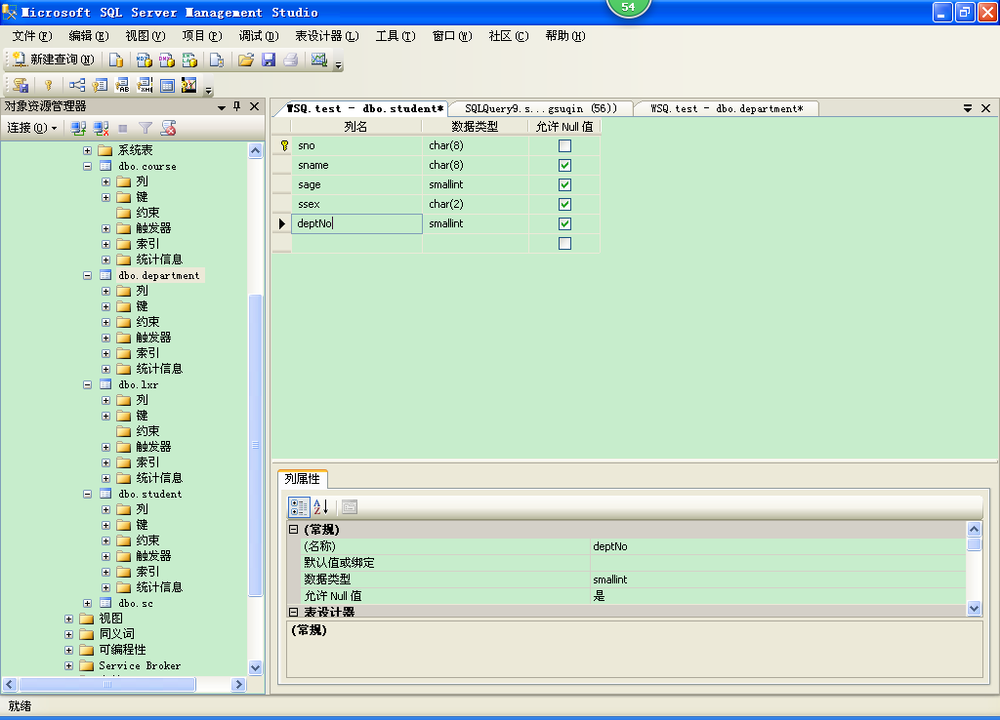 Microsoft SQL Server Management Studio
54
文件(F) 编辑(E) 视图(V) 项目(P) 调试(D) 表设计器(L) 工具(T) 窗口(W) 社区(C) 帮助(H)
新建查询(N)
对象资源管理器
连接(O)
系统表
dbo.course
列
键
约束
触发器
索引
统计信息
dbo.department
列
键
约束
触发器
索引
统计信息
dbo.lxr
列
键
约束
触发器
索引
统计信息
dbo.student
列
键
约束
触发器
索引
统计信息
dbo.sc
视图
同义词
可编程性
Service Broker
WSQ.test - dbo.student* SQLQuery9.s...gsuqin (56)) WSQ.test - dbo.department*
列名 数据类型 允许 Null 值
sno char(8)
sname char(8)
sage smallint
ssex char(2)
deptNo smallint
列属性
(常规)
(名称) deptNo
默认值或绑定
数据类型 smallint
允许 Null 值 是
表设计器
(常规)
就绪